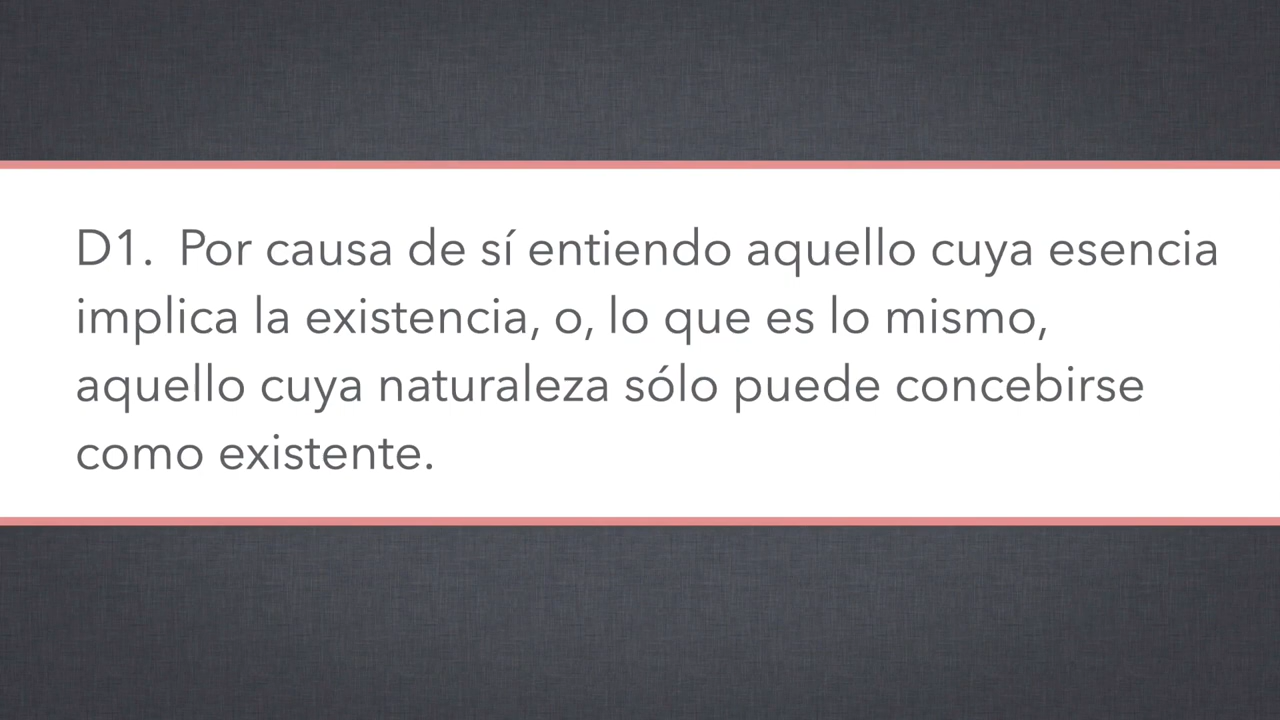 D1. Por causa de sí entiendo aquello cuya esencia
implica la existencia, o, lo que es lo mismo,
aquello cuya naturaleza sólo puede concebirse
como existente.